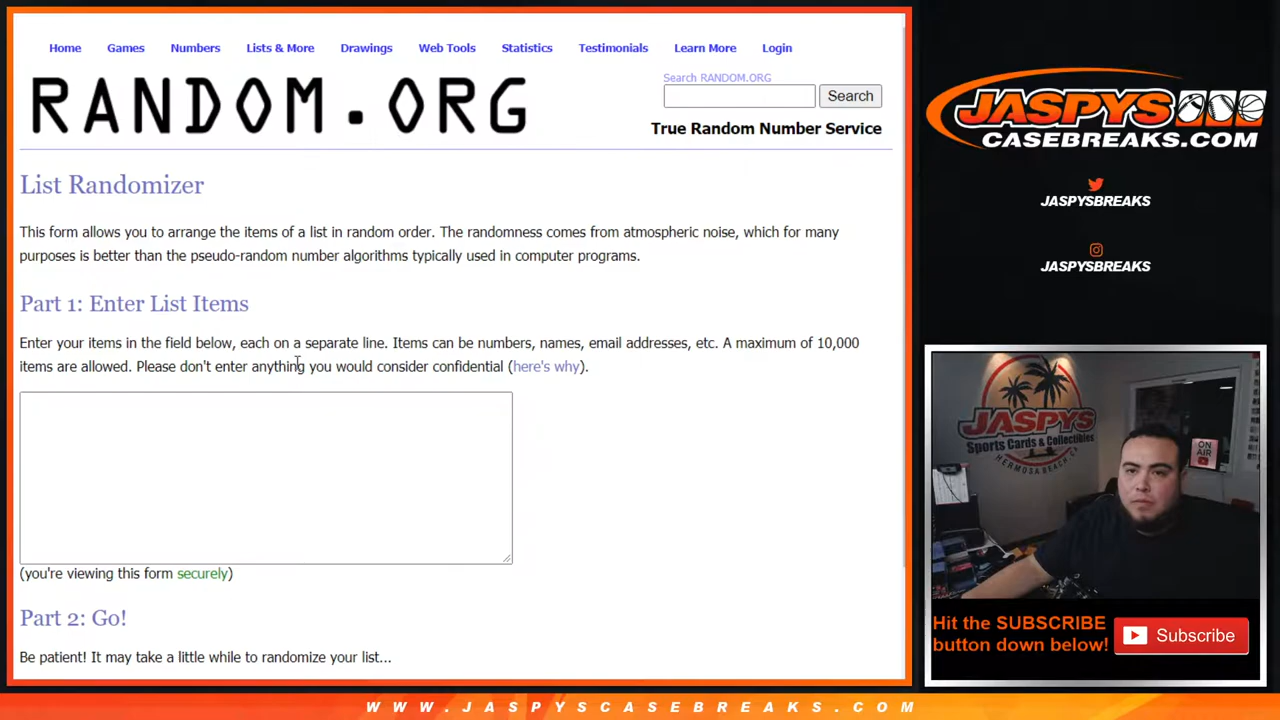 Home Games Numbers Lists & More Drawings Web Tools Statistics Testimonials Learn More Login
RANDOM.ORG
Search RANDOM.ORG
Search
True Random Number Service
List Randomizer
This form allows you to arrange the items of a list in random order. The randomness comes from atmospheric noise, which for many
purposes is better than the pseudo-random number algorithms typically used in computer programs.
Part 1: Enter List Items
Enter your items in the field below, each on a separate line. Items can be numbers, names, email addresses, etc. A maximum of 10,000
items are allowed. Please don't enter anything you would consider confidential (here's why).
(you're viewing this form securely)
Part 2: Go!
Be patient! It may take a little while to randomize your list...
JASPYS
CASEBREAKS.COM
JASPYSBREAKS
JASPYSBREAKS
JASPYS
Sports Cards & Collectibles
HERMOSA BEACH CA
ON
AIR
Hit the SUBSCRIBE
button down below!
Subscribe
WWW.JASPYSCASEBREAKS.COM